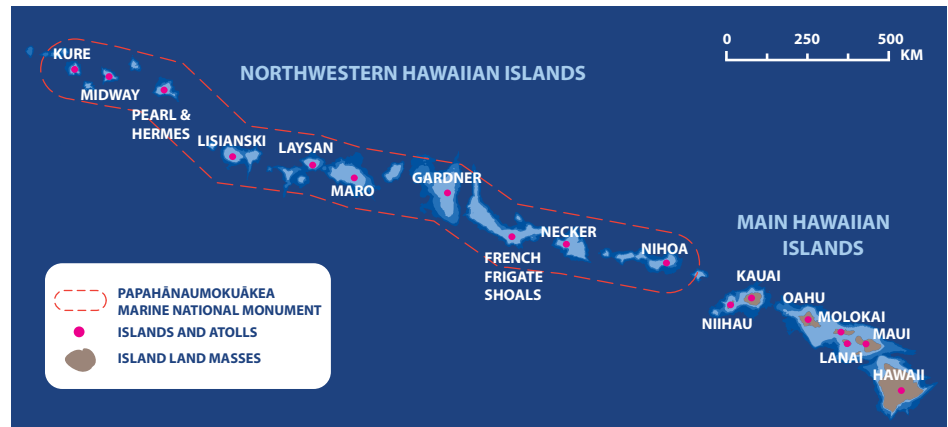 KURE
MIDWAY
PEARL &
HERMES
LISIANSKI
LAYSAN
MARO
GARDNER
FRENCH
FRIGATE
SHOALS
NECKER
NIHOA
NORTHWESTERN HAWAIIAN ISLANDS
0 250 500
KM
MAIN HAWAIIAN
ISLANDS
KAUAI
NIIHAU
OAHU
MOLOKAI
MAUI
LANAI
HAWAII
PAPAHĀNAUMOKUĀKEA
MARINE NATIONAL MONUMENT
ISLANDS AND ATOLLS
ISLAND LAND MASSES